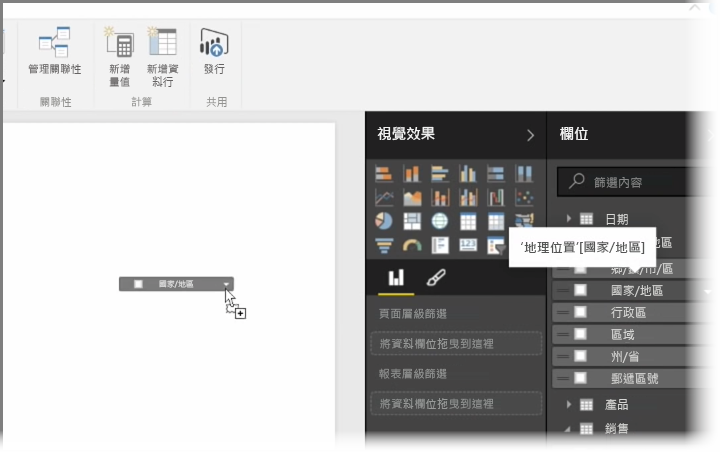 管理關聯性
新增
量值
新增資
料行
發行
關聯性
計算
共用
視覺效果
欄位
篩選內容
日期
'地理位置'[國家/地區]
地區
國家/地區
國家/地區
行政區
頁面層級篩選
區域
將資料欄位拖曳到這裡
州/省
報表層級篩選
郵遞區號
將資料欄位拖曳到這裡
產品
銷售